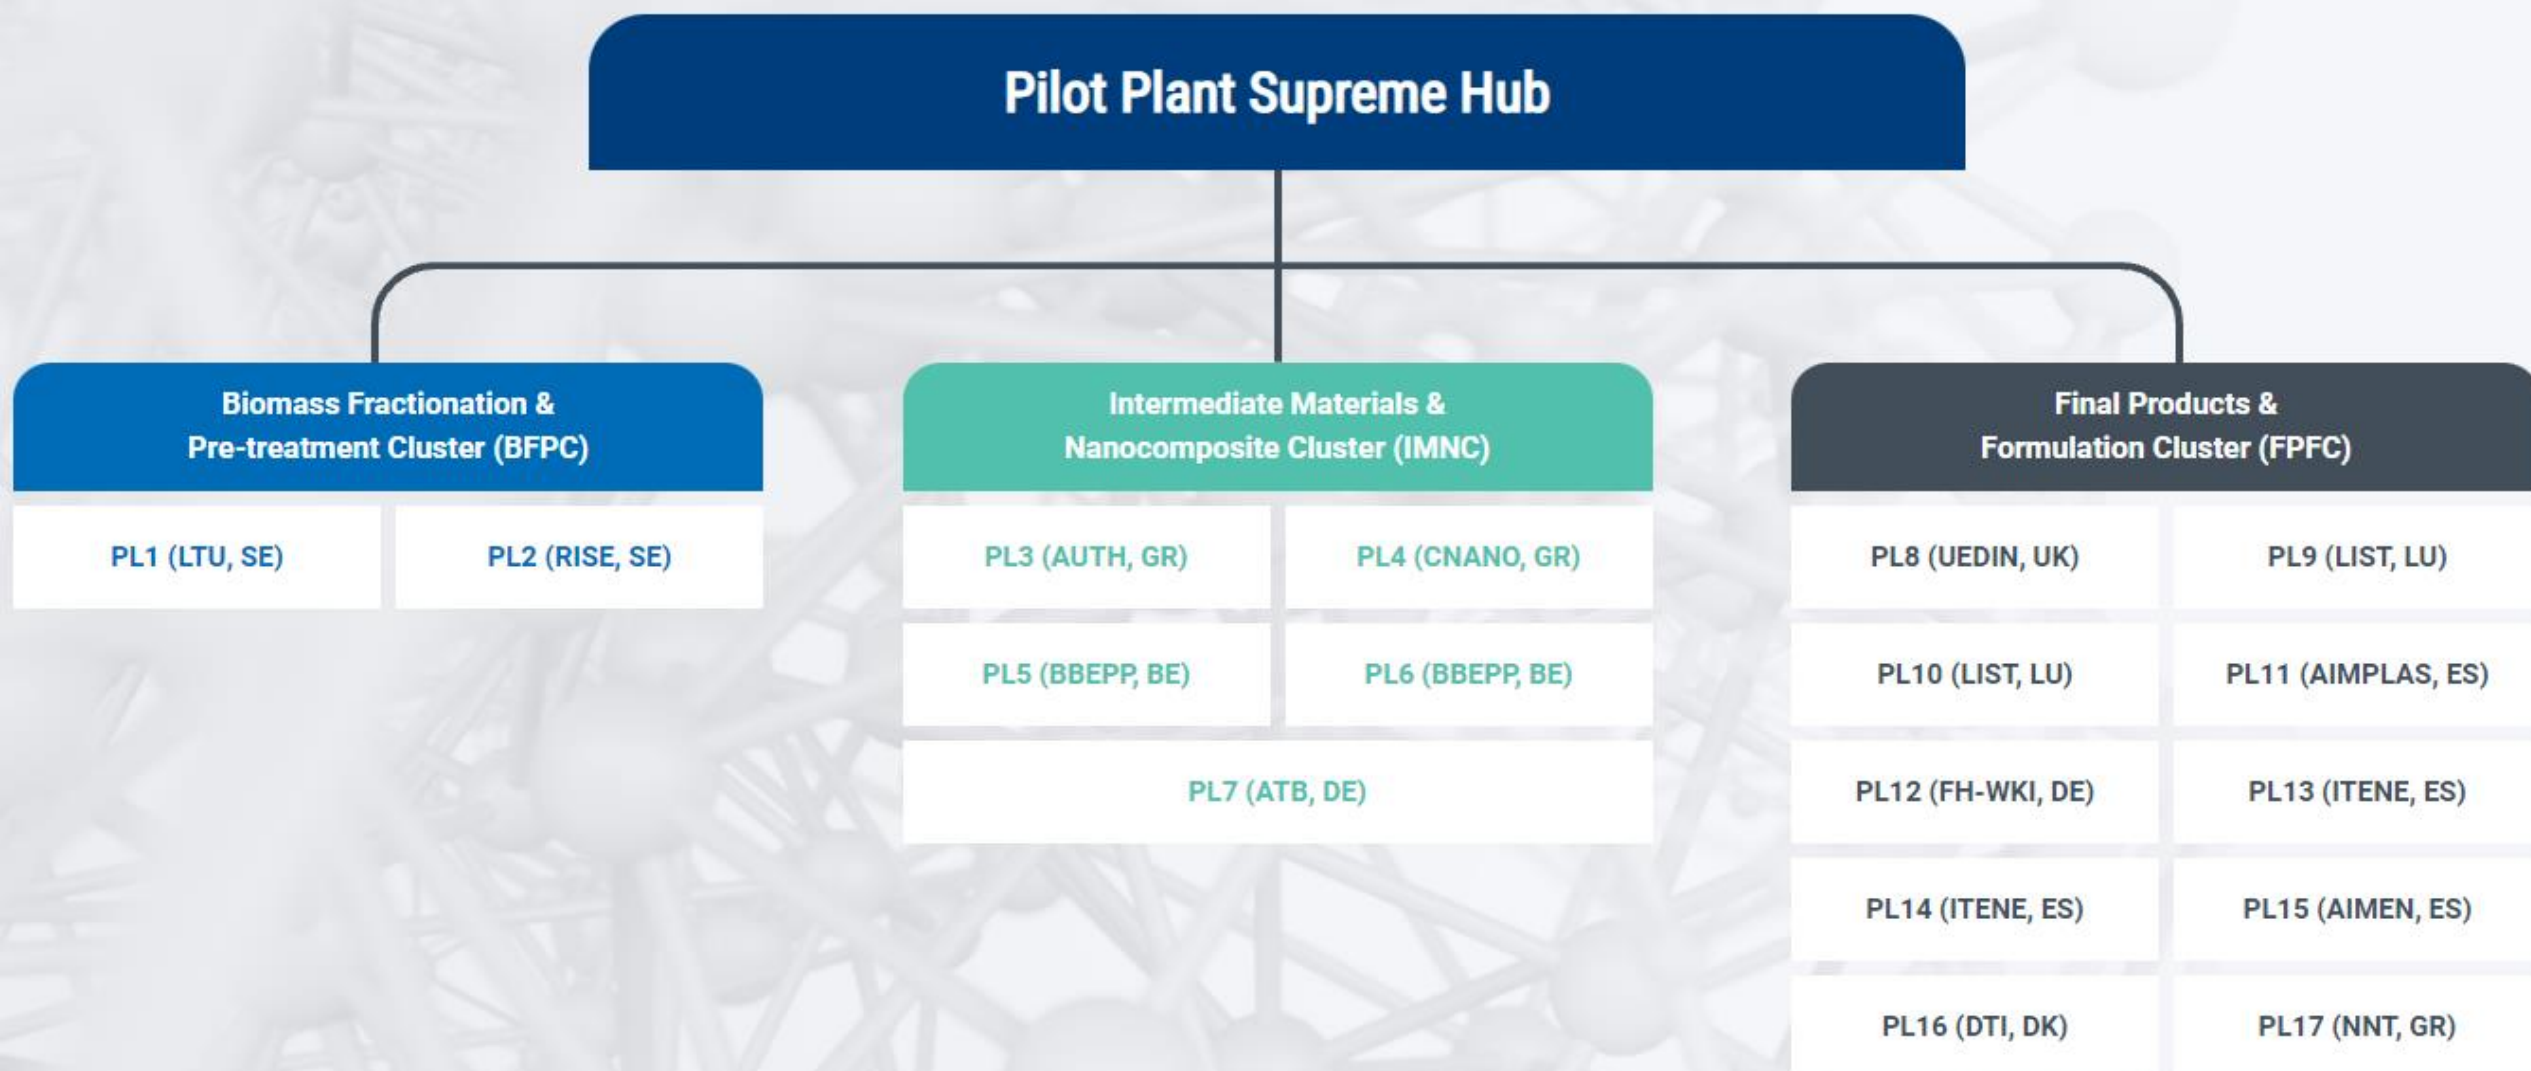 Pilot Plant Supreme Hub
Biomass Fractionation &
Pre-treatment Cluster (BFPC)
PL1 (LTU, SE)
PL2 (RISE, SE)
Intermediate Materials &
Nanocomposite Cluster (IMNC)
PL3 (AUTH, GR)
PL4 (CNANO, GR)
PL5 (BBEPP, BE)
PL6 (BBEPP, BE)
PL7 (ATB, DE)
Final Products &
Formulation Cluster (FPFC)
PL8 (UEDIN, UK)
PL9 (LIST, LU)
PL10 (LIST, LU)
PL11 (AIMPLAS, ES)
PL12 (FH-WKI, DE)
PL13 (ITENE, ES)
PL14 (ITENE, ES)
PL15 (AIMEN, ES)
PL16 (DTI, DK)
PL17 (NNT, GR)